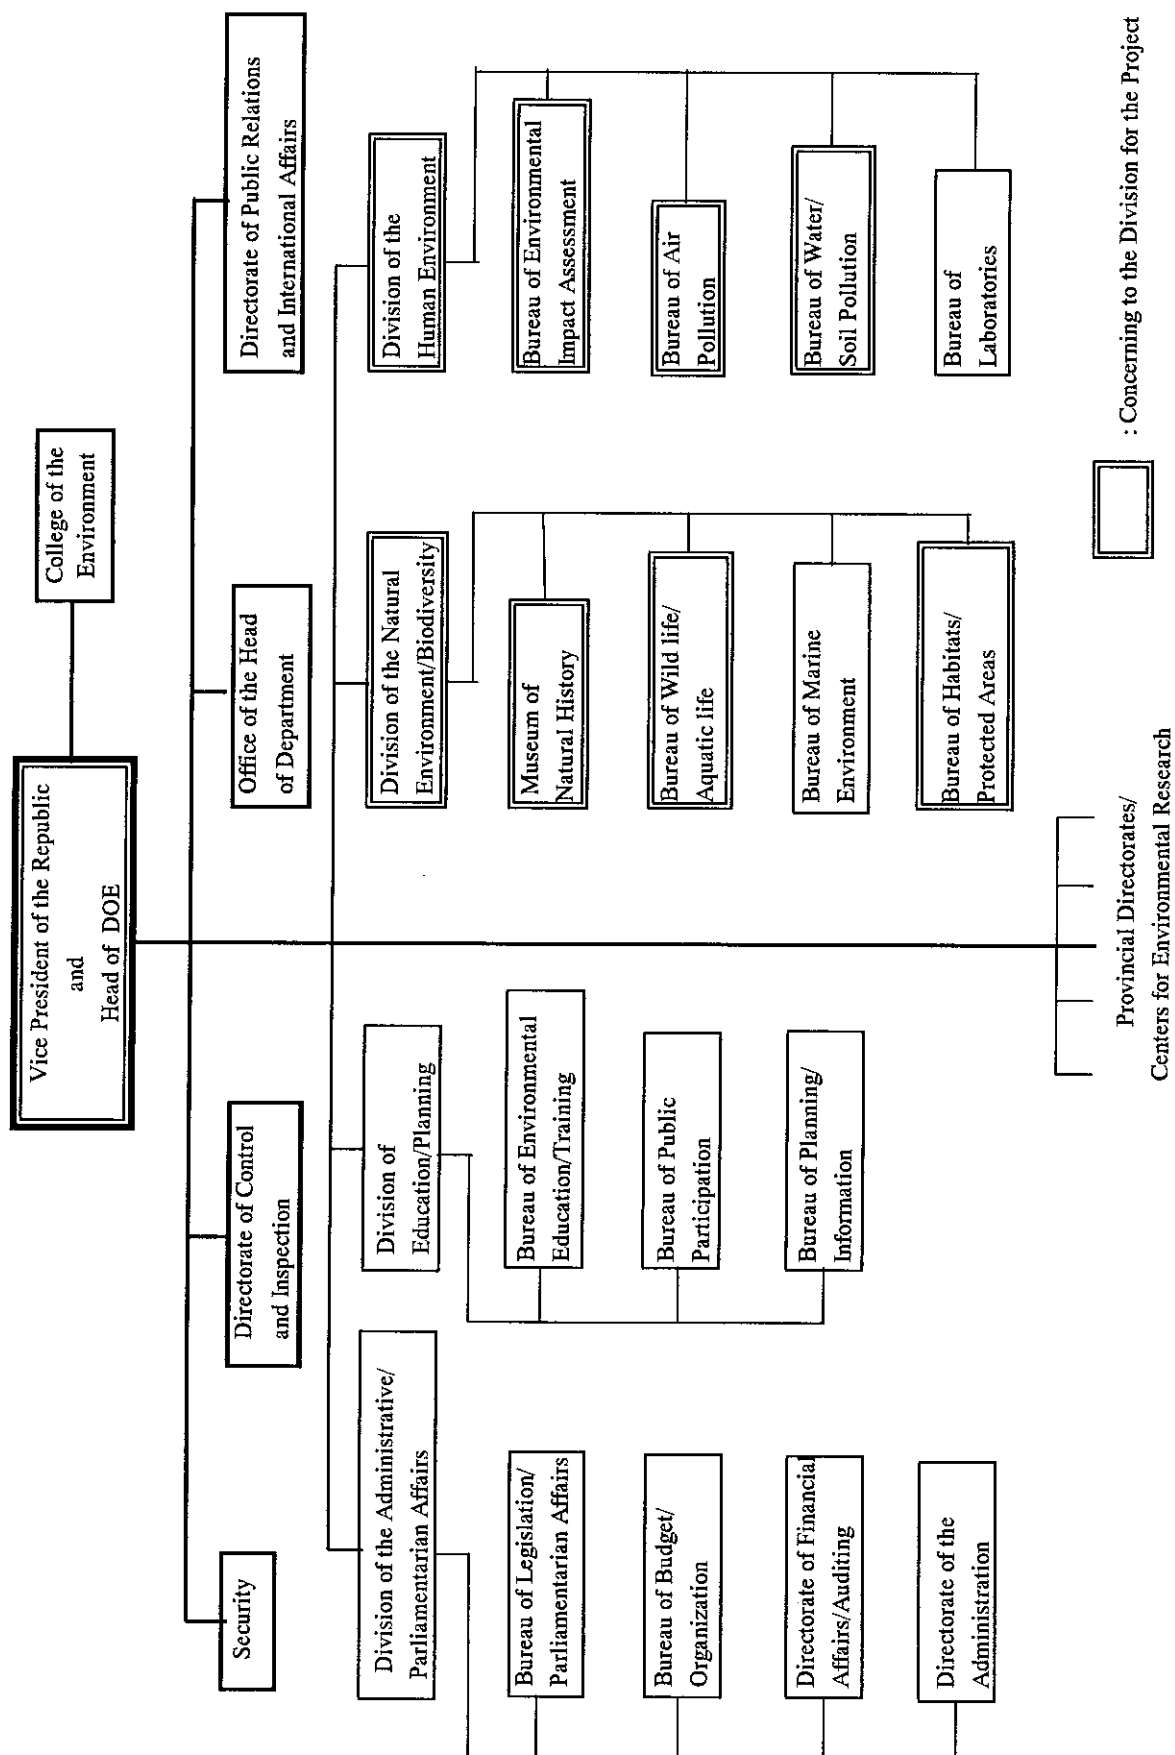 Vice President of the Republic
and
Head of DOE
College of the
Environment
Security
Directorate of Control
and Inspection
Office of the Head
of Department
Directorate of Public Relations
and International Affairs
Division of the Administrative/
Parliamentarian Affairs
Division of
Education/Planning
Division of the Natural
Environment/Biodiversity
Division of the
Human Environment
Bureau of Legislation/
Parliamentarian Affairs
Bureau of Environmental
Education/Training
Museum of
Natural History
Bureau of Environmental
Impact Assessment
Bureau of Budget/
Organization
Bureau of Public
Participation
Bureau of Wild life/
Aquatic life
Bureau of Air
Pollution
Directorate of Financial
Affairs/Auditing
Bureau of Planning/
Information
Bureau of Marine
Environment
Bureau of Water/
Soil Pollution
Directorate of the
Administration
Bureau of Habitats/
Protected Areas
Bureau of
Laboratories
Provincial Directorates/
Centers for Environmental Research
: Concerning to the Division for the Project